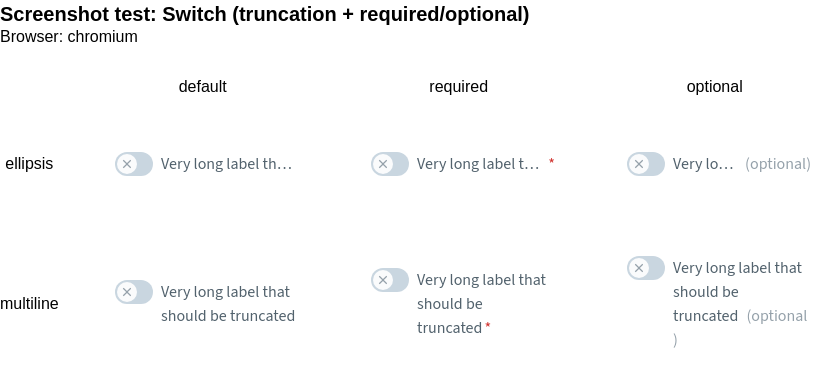 Screenshot test: Switch (truncation + required/optional)
Browser: chromium
default required optional
ellipsis Very long label th… Very long label t… * Very lo… (optional)
multiline
Very long label that
should be truncated
Very long label that
should be
truncated *
Very long label that
should be
truncated (optional
)